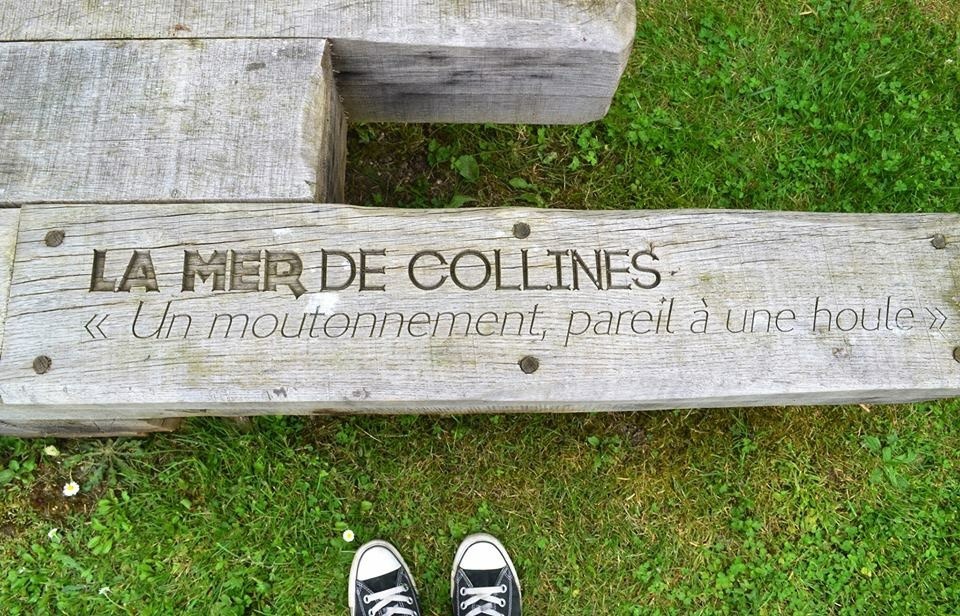 LA MER DE COLLINES
« Un moutonnement, pareil à une houle »